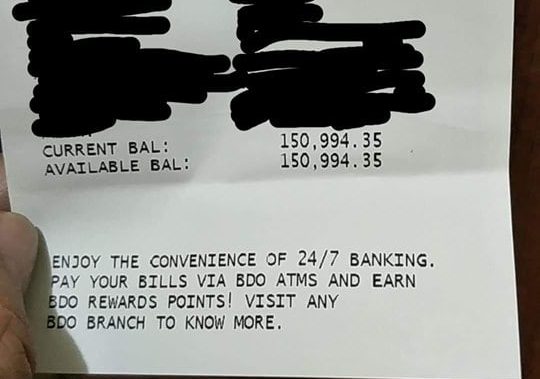 CURRENT BAL: 150,994.35
AVAILABLE BAL: 150,994.35
ENJOY THE CONVENIENCE OF 24/7 BANKING.
PAY YOUR BILLS VIA BDO ATMS AND EARN
BDO REWARDS POINTS! VISIT ANY
BDO BRANCH TO KNOW MORE.